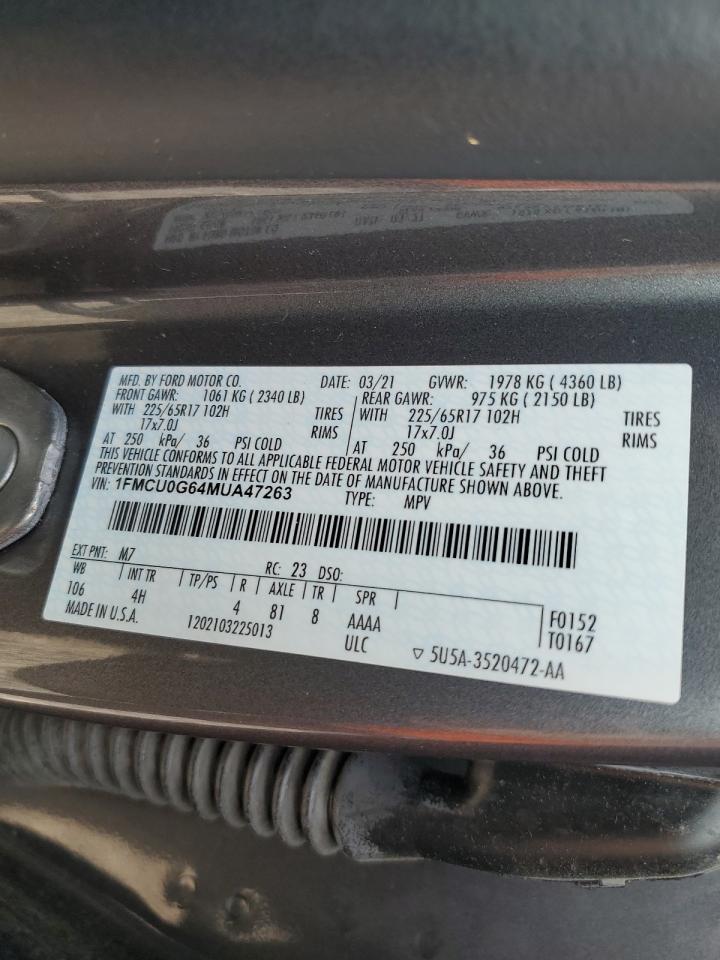 MFD. BY FORD MOTOR CO. DATE: 03/21 GVWR: 1978 KG ( 4360 LB)
FRONT GAWR: 1061 KG ( 2340 LB) REAR GAWR: 975 KG ( 2150 LB)
WITH 225/65R17 102H TIRES WITH 225/65R17 102H TIRES
17x7.0J RIMS 17x7.0J RIMS
AT 250 kPa/ 36 PSI COLD AT 250 kPa/ 36 PSI COLD
THIS VEHICLE CONFORMS TO ALL APPLICABLE FEDERAL MOTOR VEHICLE SAFETY AND THEFT
PREVENTION STANDARDS IN EFFECT ON THE DATE OF MANUFACTURE SHOWN ABOVE.
VIN: 1FMCU0G64MUA47263 TYPE: MPV
EXT PNT: M7 RC: 23 DSO:
WB INT TR TP/PS R AXLE TR SPR
106 4H 4 81 8 AAAA F0152
MADE IN U.S.A. 1202103225013 ULC T0167
5U5A-3520472-AA